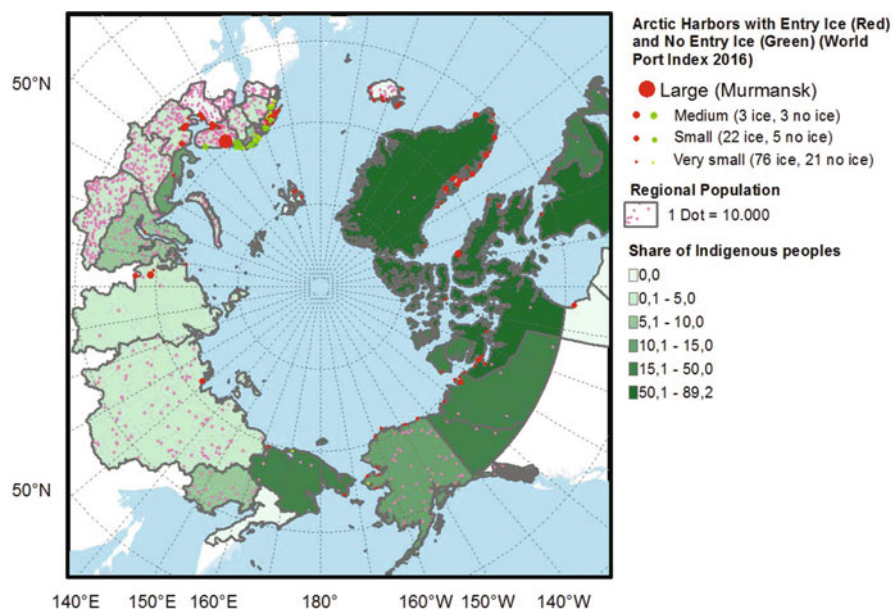 Arctic Harbors with Entry Ice (Red)
and No Entry Ice (Green) (World
Port Index 2016)
Large (Murmansk)
Medium (3 ice, 3 no ice)
Small (22 ice, 5 no ice)
Very small (76 ice, 21 no ice)
Regional Population
1 Dot = 10.000
Share of Indigenous peoples
0,0
0,1 - 5,0
5,1 - 10,0
10,1 - 15,0
15,1 - 50,0
50,1 - 89,2
50°N
50°N
140°E 150°E 160°E 180° 160°W 150°W 140°W